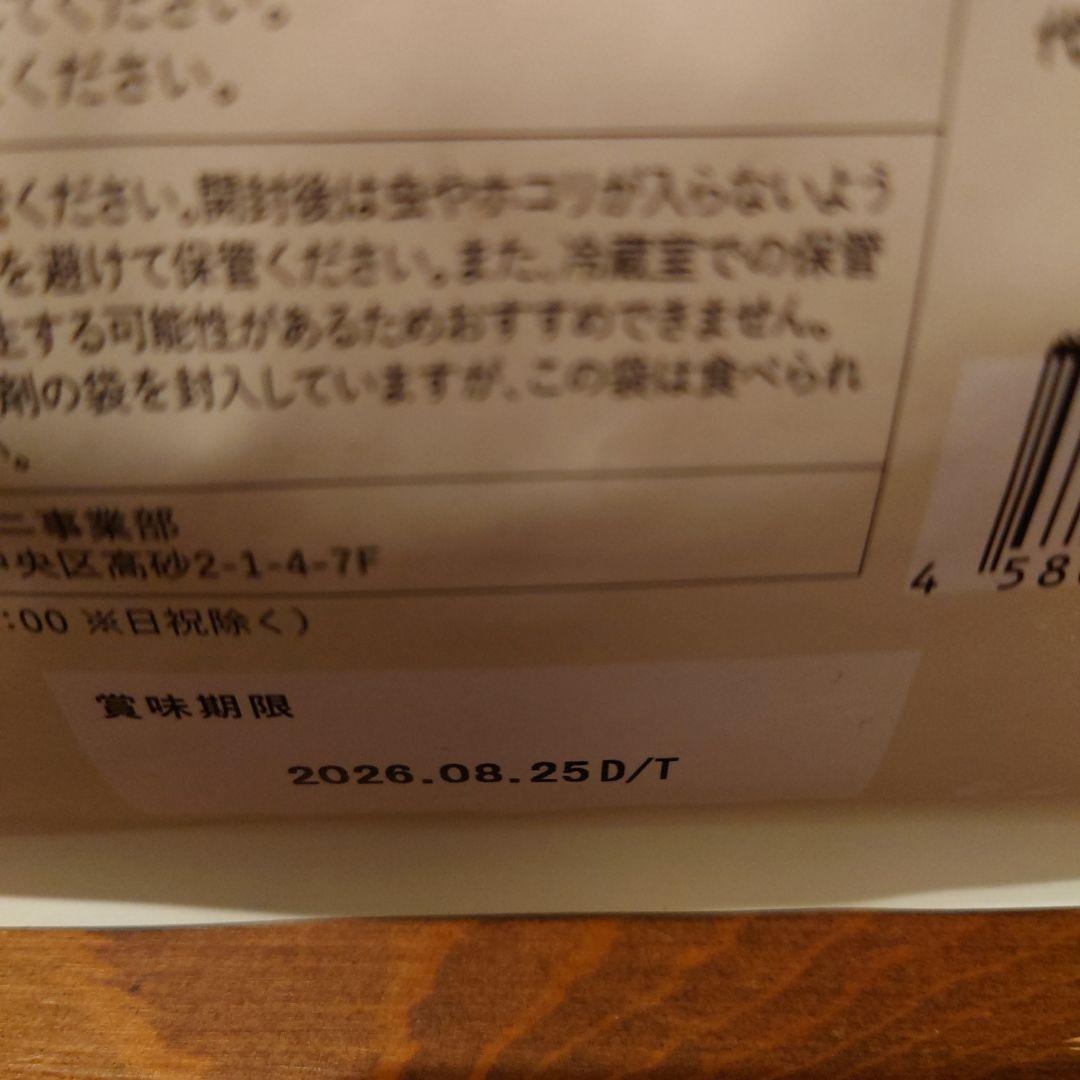 てください。
ください。
ください。開封後は虫やホコリが入らないよう
を避けて保管ください。また、冷蔵室での保管
する可能性があるためおすすめできません。
剤の袋を封入していますが、この袋は食べられ
い。
ニ事業部
中央区高砂2-1-4-7F
:00 ※日祝除く)
4 58
賞味期限
2026.08.25D/T